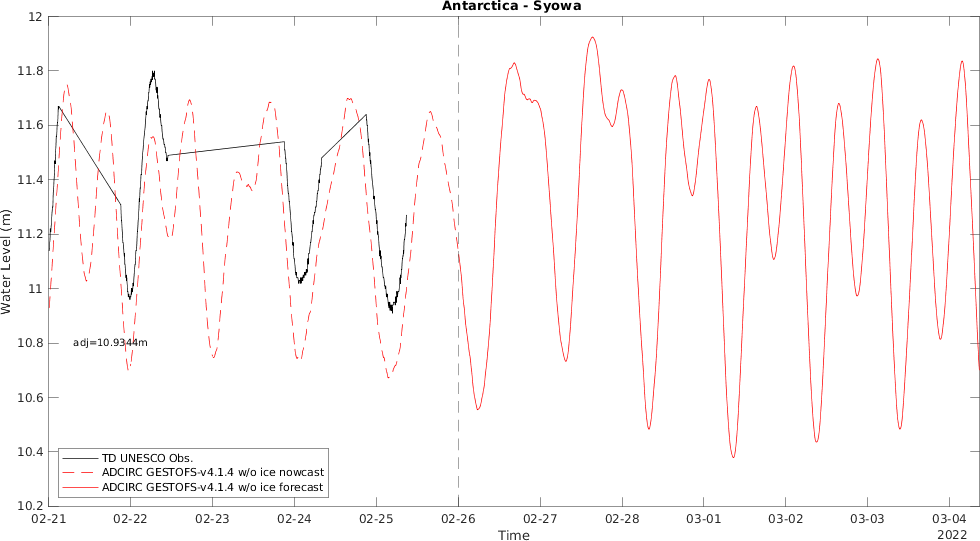 Antarctica - Syowa
12
11.8
11.6
11.4
11.2
11
10.8
10.6
10.4
10.2
Water Level (m)
adj=10.9344m
TD UNESCO Obs.
ADCIRC GESTOFS-v4.1.4 w/o ice nowcast
ADCIRC GESTOFS-v4.1.4 w/o ice forecast
02-21 02-22 02-23 02-24 02-25 02-26 02-27 02-28 03-01 03-02 03-03 03-04
Time
2022